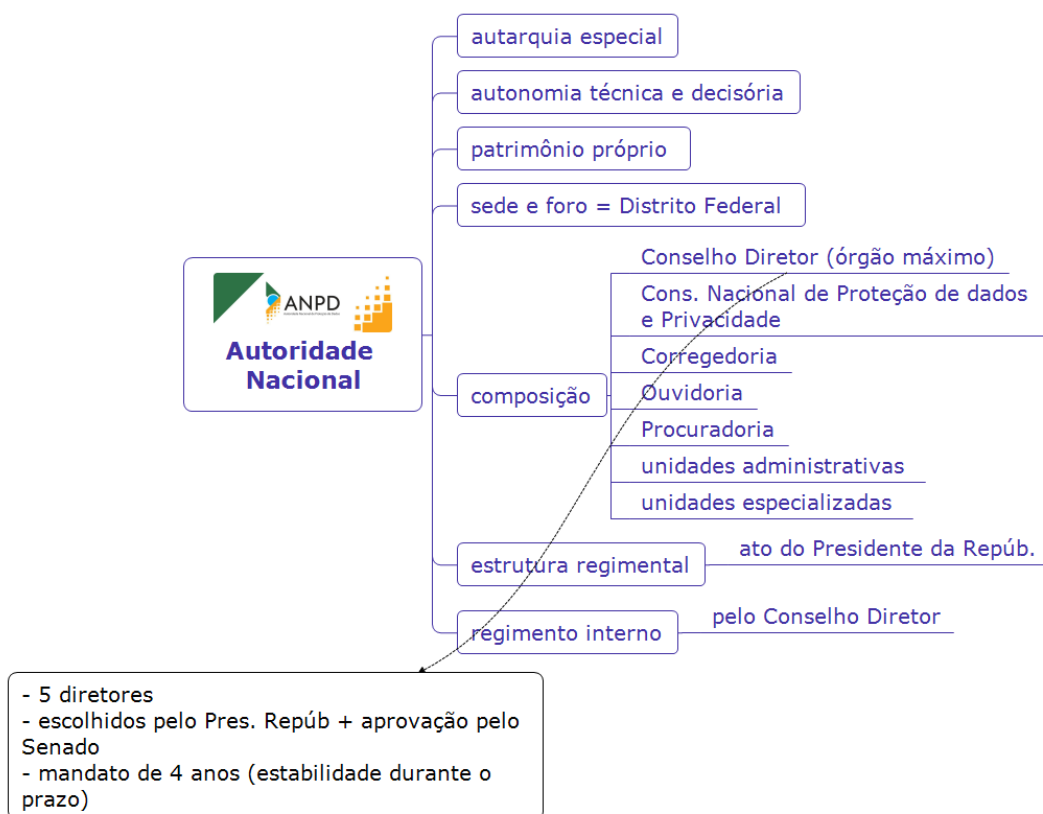 autarquia especial
autonomia técnica e decisória
patrimônio próprio
sede e foro = Distrito Federal
ANPD
Autoridade
Nacional
composição
Conselho Diretor (órgão máximo)
Cons. Nacional de Proteção de dados
e Privacidade
Corregedoria
Ouvidoria
Procuradoria
unidades administrativas
unidades especializadas
estrutura regimental
ato do Presidente da Repúb.
regimento interno
pelo Conselho Diretor
- 5 diretores
- escolhidos pelo Pres. Repúb + aprovação pelo
Senado
- mandato de 4 anos (estabilidade durante o
prazo)